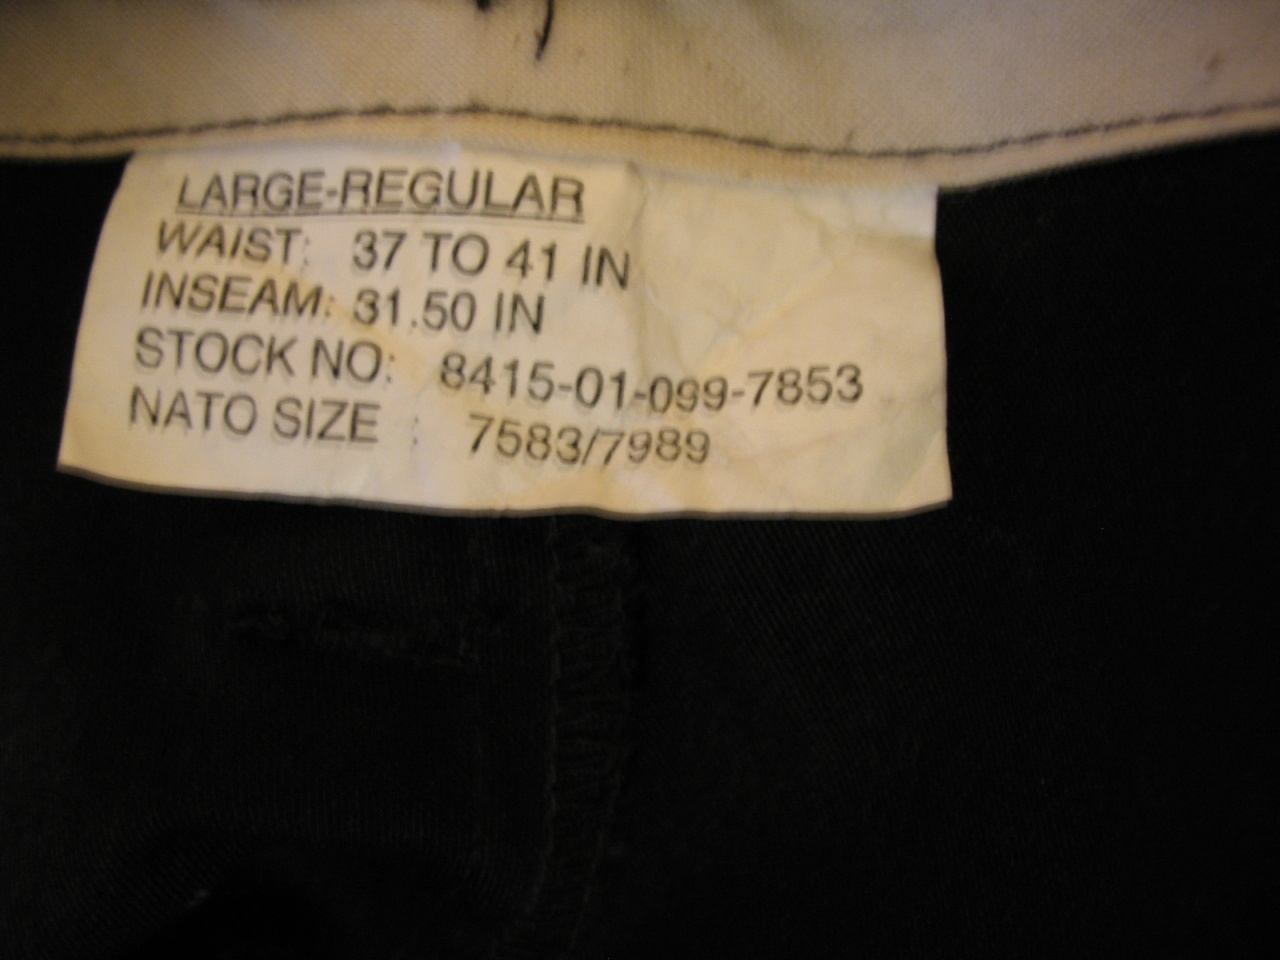 LARGE-REGULAR
WAIST: 37 TO 41 IN
INSEAM: 31.50 IN
STOCK NO: 8415-01-099-7853
NATO SIZE : 7583/7989